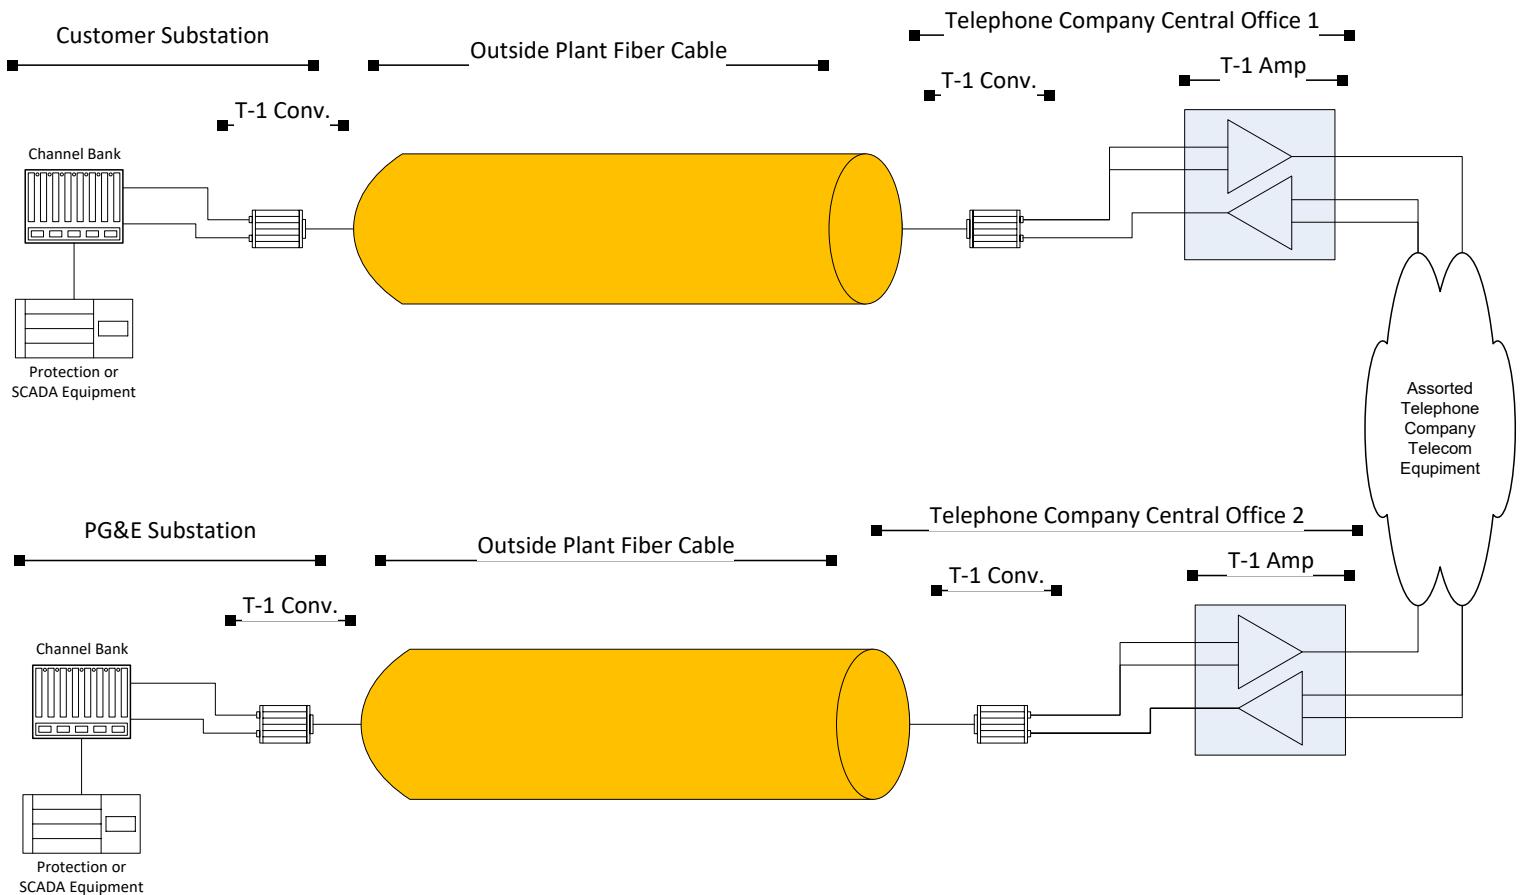 Telephone Company Central Office 1
Customer Substation
Outside Plant Fiber Cable
T-1 Amp
T-1 Conv.
T-1 Conv.
Channel Bank
Protection or
SCADA Equipment
Assorted
Telephone
Company
Telecom
Equpiment
Telephone Company Central Office 2
PG&E Substation
Outside Plant Fiber Cable
T-1 Amp
T-1 Conv.
T-1 Conv.
Channel Bank
Protection or
SCADA Equipment